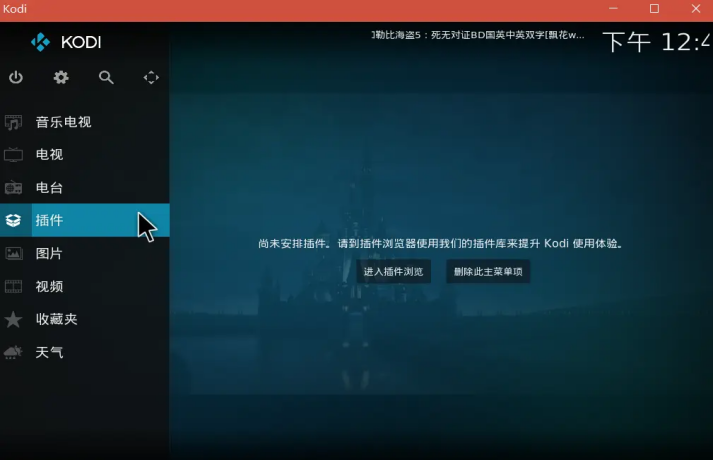 Kodi
KODI
加勒比海盗5：死无对证BD国英中英双字[飘花w...
下午 12:4
音乐电视
电视
电台
插件
尚未安排插件。请到插件浏览器使用我们的插件库来提升 Kodi 使用体验。
进入插件浏览
删除此主菜单项
图片
视频
收藏夹
天气